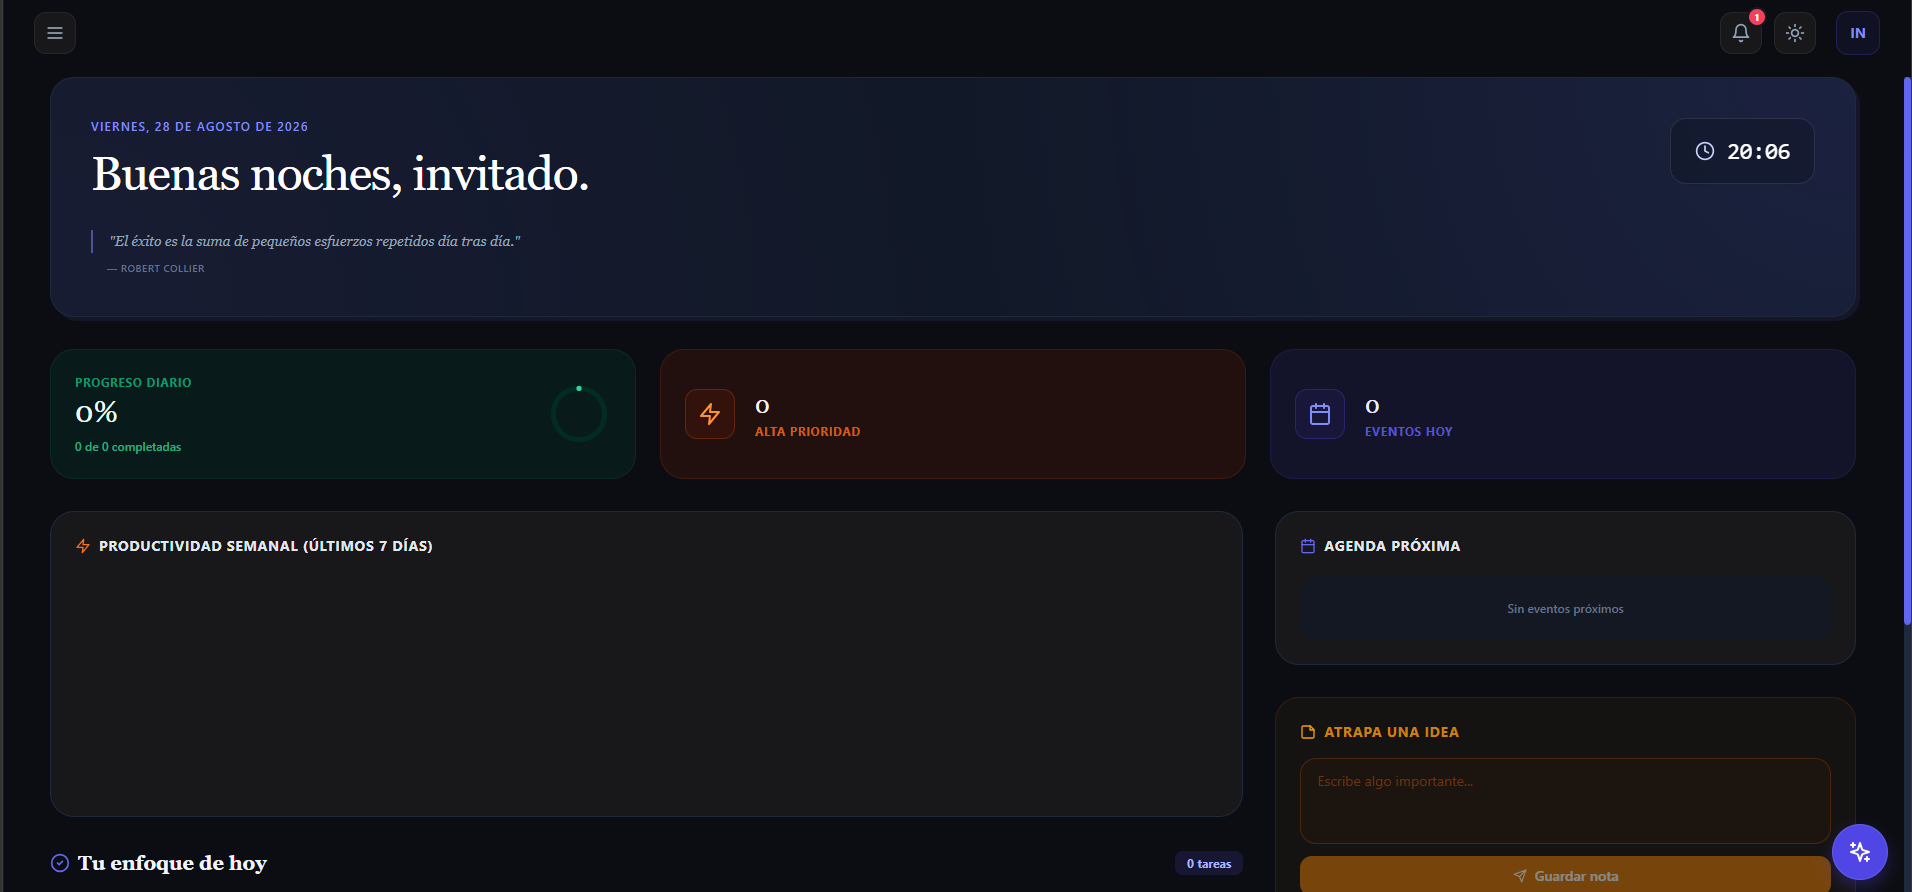 1
IN
VIERNES, 28 DE AGOSTO DE 2026
Buenas noches, invitado.
20:06
"El éxito es la suma de pequeños esfuerzos repetidos día tras día."
— ROBERT COLLIER
PROGRESO DIARIO
0%
0 de 0 completadas
0
ALTA PRIORIDAD
0
EVENTOS HOY
PRODUCTIVIDAD SEMANAL (ÚLTIMOS 7 DÍAS)
AGENDA PRÓXIMA
Sin eventos próximos
ATRAPA UNA IDEA
Escribe algo importante...
Guardar nota
Tu enfoque de hoy
0 tareas